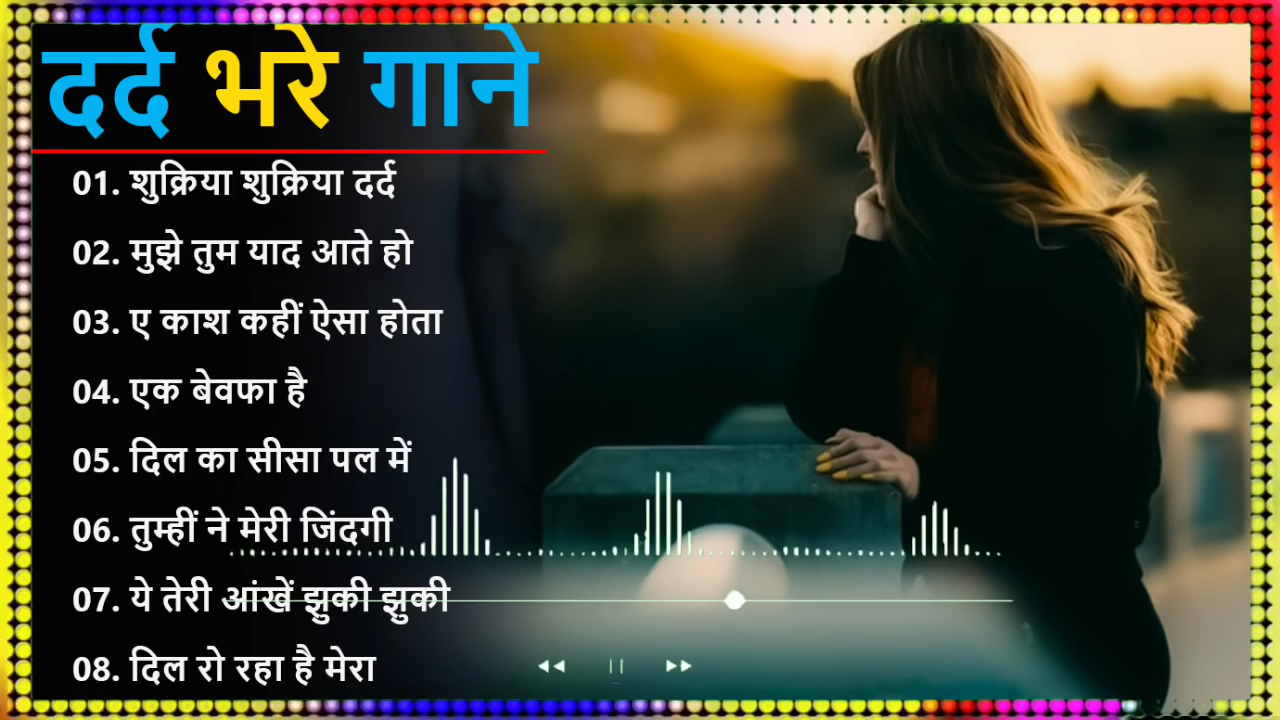 दर्द भरे गाने
01. शुक्रिया शुक्रिया दर्द
02. मुझे तुम याद आते हो
03. ए काश कहीं ऐसा होता
04. एक बेवफा है
05. दिल का सीसा पल में
06. तुम्हीं ने मेरी जिंदगी
07. ये तेरी आंखें झुकी झुकी
08. दिल रो रहा है मेरा